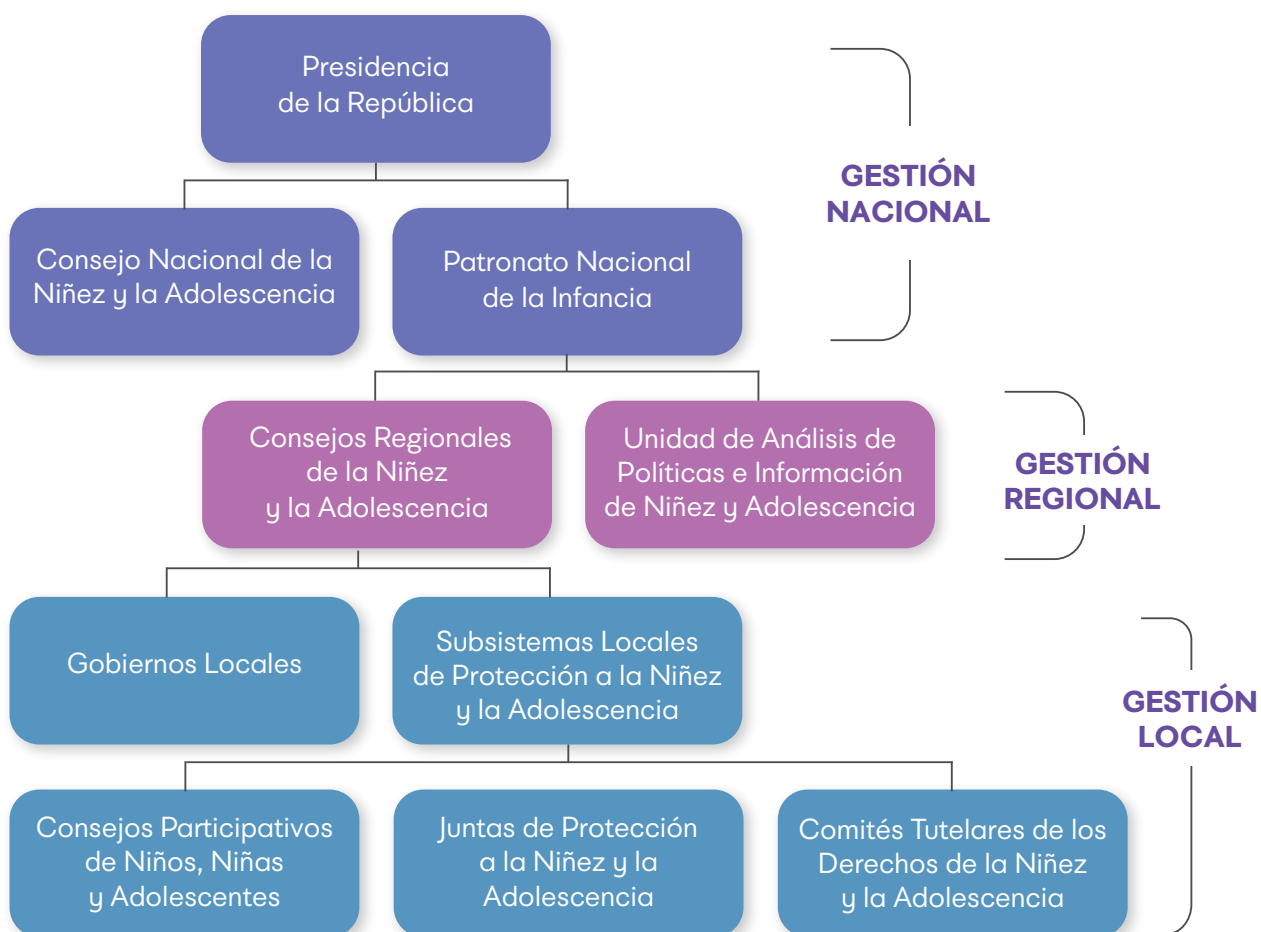 Presidencia
de la República
GESTIÓN
NACIONAL
Consejo Nacional de la
Niñez y la Adolescencia
Patronato Nacional
de la Infancia
Consejos Regionales
de la Niñez
y la Adolescencia
Unidad de Análisis de
Políticas e Información
de Niñez y Adolescencia
GESTIÓN
REGIONAL
Gobiernos Locales
Subsistemas Locales
de Protección a la Niñez
y la Adolescencia
GESTIÓN
LOCAL
Consejos Participativos
de Niños, Niñas
y Adolescentes
Juntas de Protección
a la Niñez y la
Adolescencia
Comités Tutelares de los
Derechos de la Niñez
y la Adolescencia